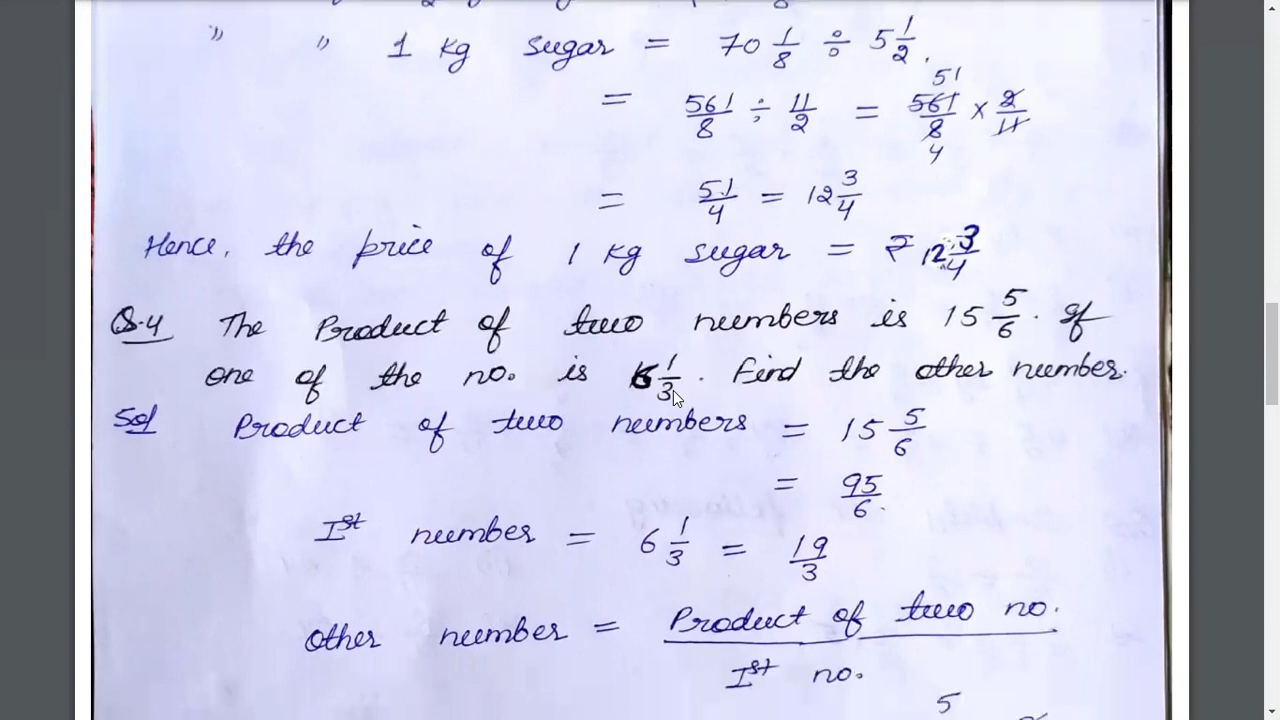 " " 1 kg sugar = 70 1/8 ÷ 5 1/2.
= 561/8 ÷ 11/2 = 561/8 × 2/11
51
4
= 51/4 = 12 3/4
Hence, the price of 1 kg sugar = ₹ 12 3/4
Q.4 The Product of two numbers is 15 5/6. If
one of the no. is 6 1/3. Find the other number.
Sol Product of two numbers = 15 5/6
= 95/6.
Ist number = 6 1/3 = 19/3
Other number = Product of two no.
Ist no.
5